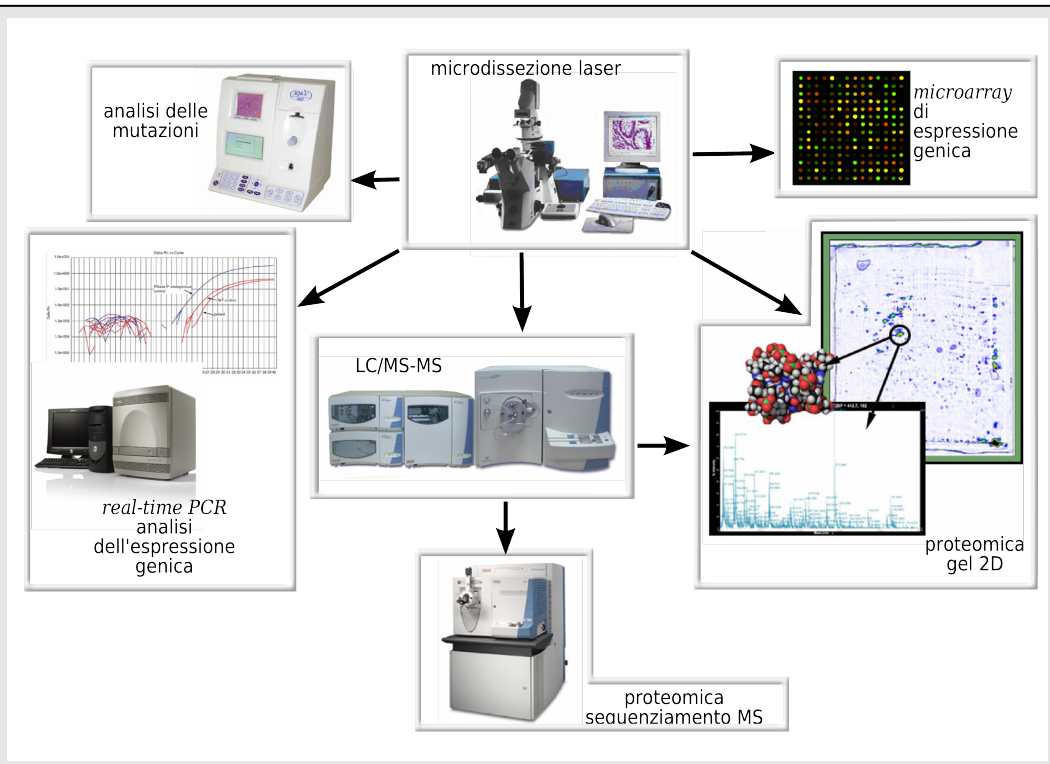 microdissezione laser
analisi delle
mutazioni
microarray
di
espressione
genica
LC/MS-MS
real-time PCR
analisi
dell'espressione
genica
proteomica
gel 2D
proteomica
sequenziamento MS